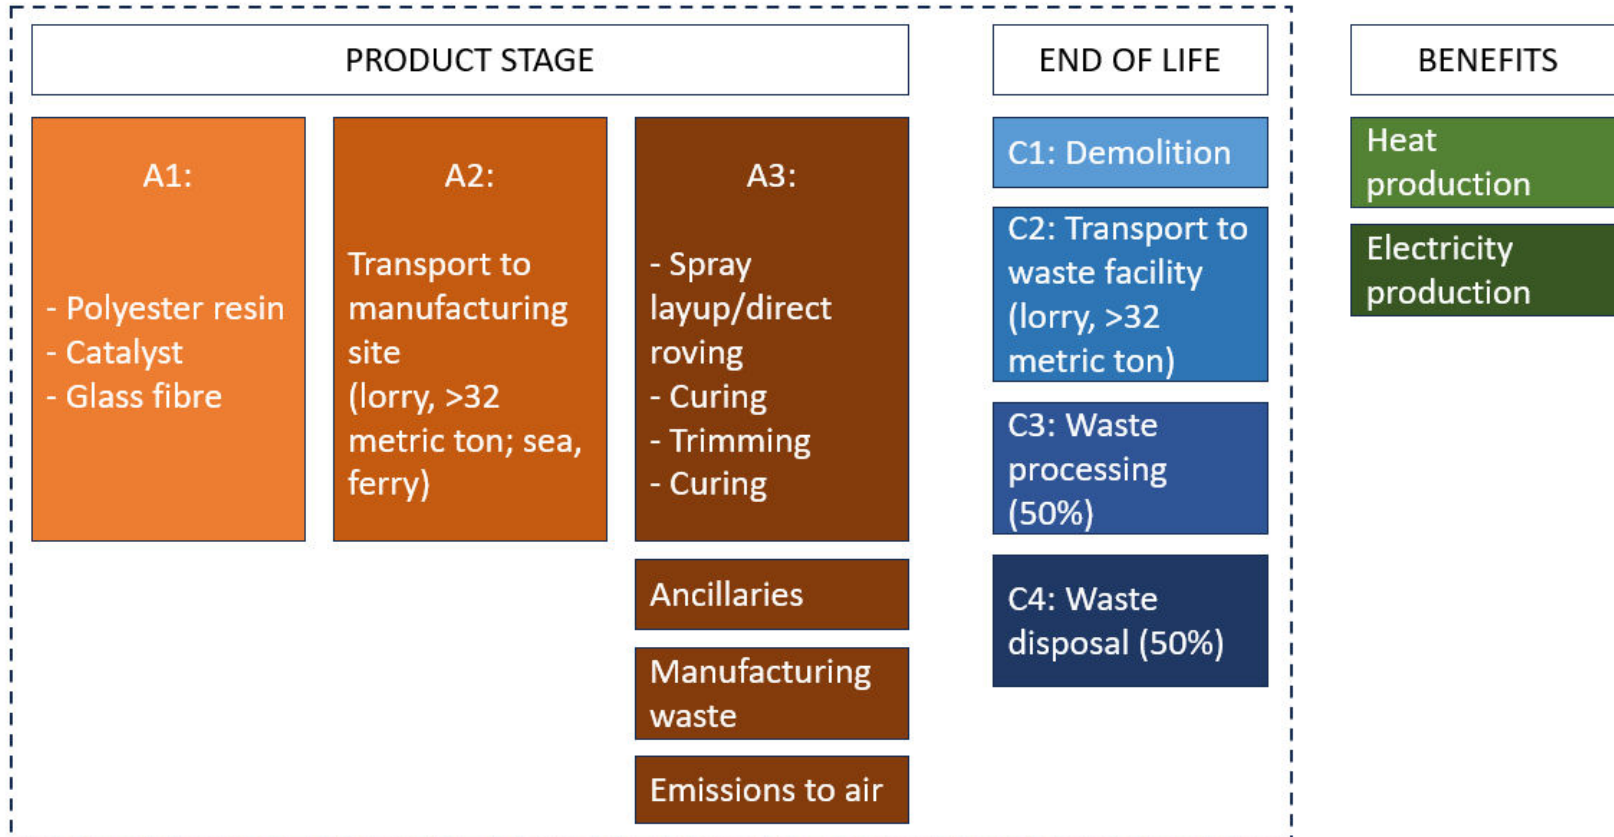 PRODUCT STAGE
A1:
- Polyester resin
- Catalyst
- Glass fibre
A2:
Transport to
manufacturing
site
(lorry, >32
metric ton; sea,
ferry)
A3:
- Spray
layup/direct
roving
- Curing
- Trimming
- Curing
Ancillaries
Manufacturing
waste
Emissions to air
END OF LIFE
C1: Demolition
C2: Transport to
waste facility
(lorry, >32
metric ton)
C3: Waste
processing
(50%)
C4: Waste
disposal (50%)
BENEFITS
Heat
production
Electricity
production